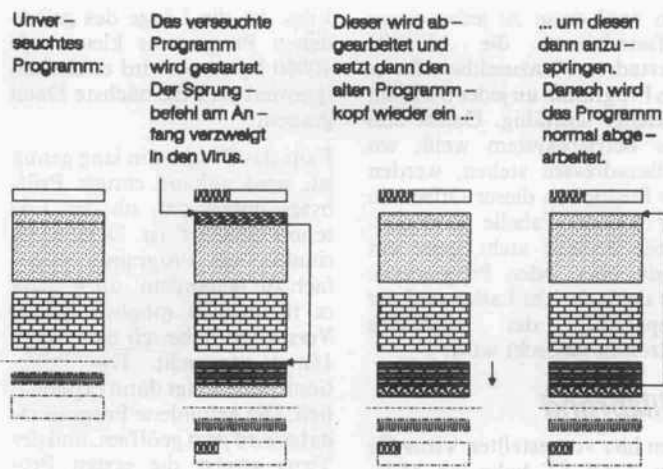 Unver –
seuchtes
Programm.
Das verseuchte
Programm
wird gestartet.
Der Sprung –
befehl am An –
fang verzweigt
in den Virus.
Dieser wird ab –
gearbeitet und
setzt dann den
alten Programm –
kopf wieder ein ...
... um diesen
dann anzu –
springen.
Danach wird
das Programm
normal abge –
arbeitet.